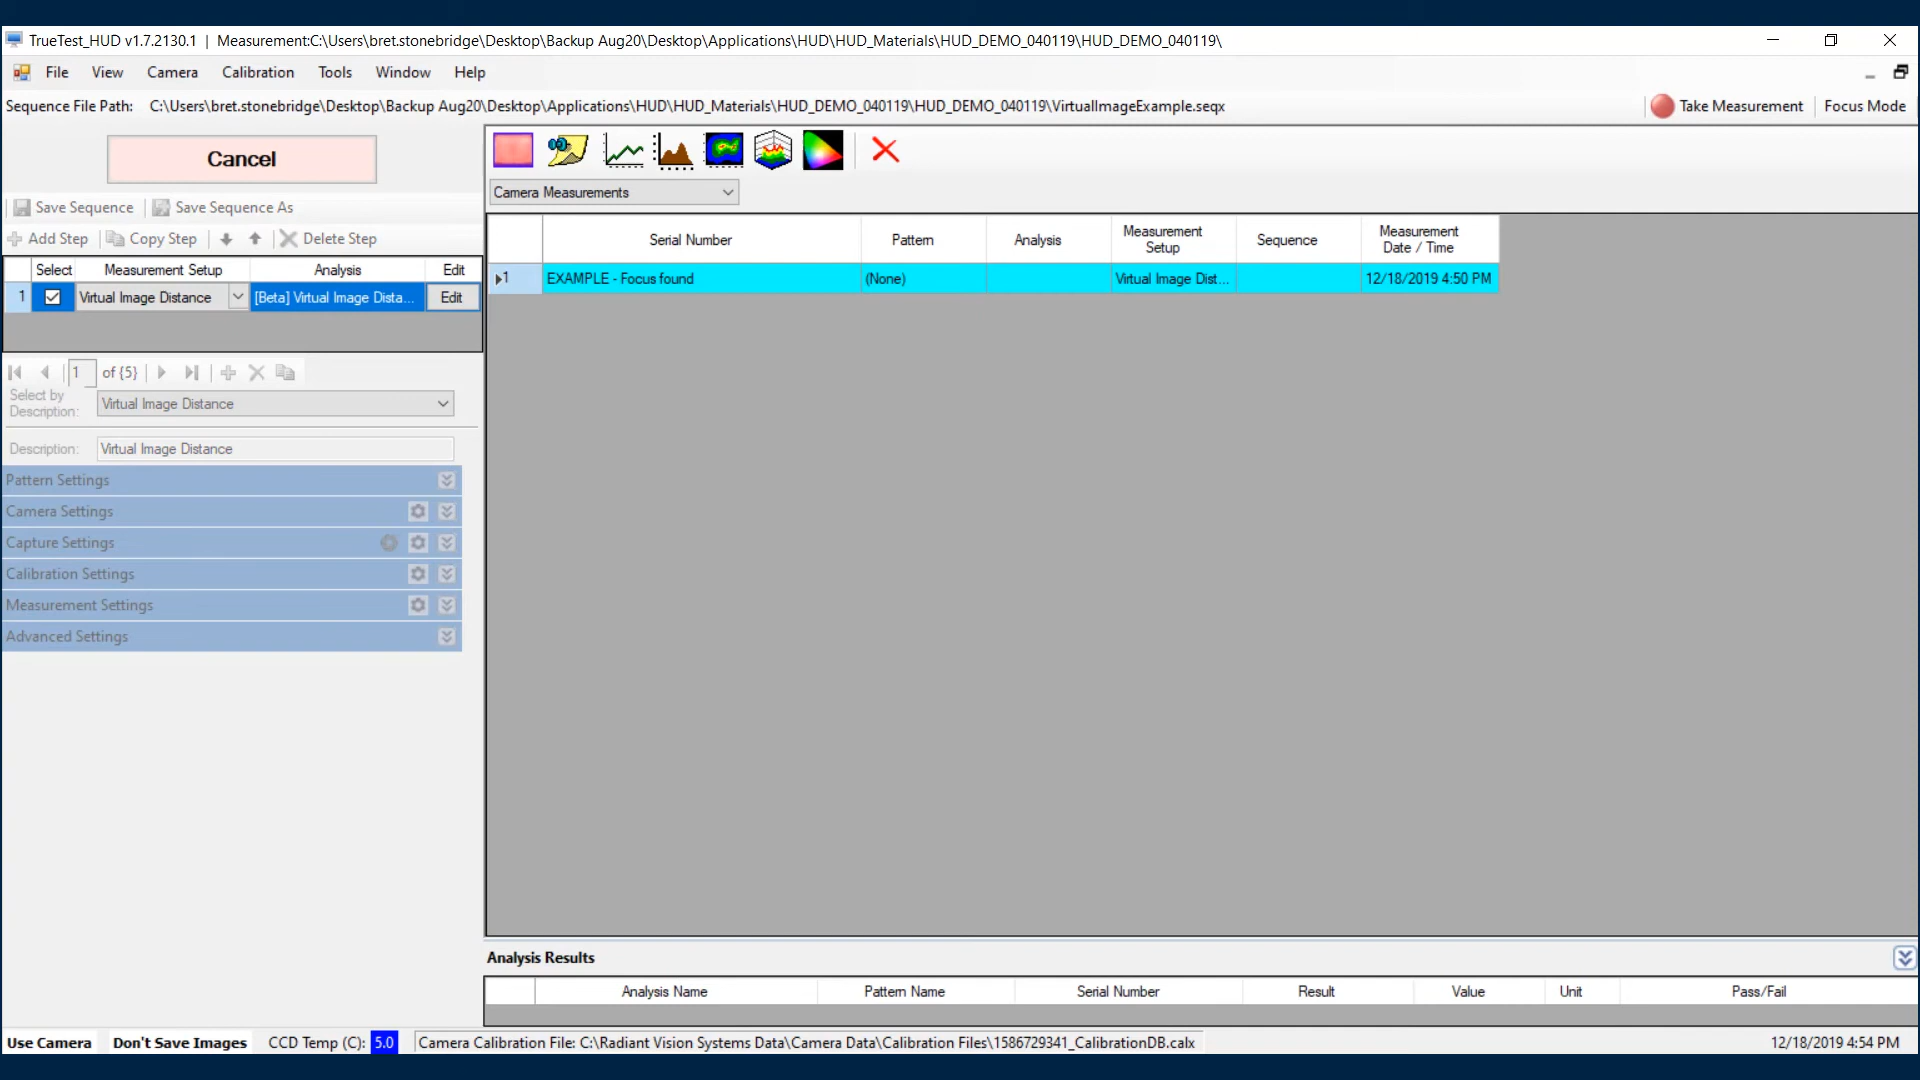 TrueTest_HUD v1.7.2130.1 | Measurement:C:\Users\bret.stonebridge\Desktop\Backup Aug20\Desktop\Applications\HUD\HUD_Materials\HUD_DEMO_040119\HUD_DEMO_040119\
File View Camera Calibration Tools Window Help
Sequence File Path: C:\Users\bret.stonebridge\Desktop\Backup Aug20\Desktop\Applications\HUD\HUD_Materials\HUD_DEMO_040119\HUD_DEMO_040119\VirtualImageExample.seqx
Take Measurement Focus Mode
Cancel
Save Sequence Save Sequence As
Add Step Copy Step Delete Step
Select Measurement Setup Analysis Edit
1 Virtual Image Distance [Beta] Virtual Image Dista... Edit
1 of {5}
Select by
Description: Virtual Image Distance
Description: Virtual Image Distance
Pattern Settings
Camera Settings
Capture Settings
Calibration Settings
Measurement Settings
Advanced Settings
Camera Measurements
Serial Number Pattern Analysis Measurement Setup Sequence Measurement Date / Time
1 EXAMPLE - Focus found (None) Virtual Image Dist... 12/18/2019 4:50 PM
Analysis Results
Analysis Name Pattern Name Serial Number Result Value Unit Pass/Fail
Use Camera Don't Save Images CCD Temp (C): 5.0 Camera Calibration File: C:\Radiant Vision Systems Data\Camera Data\Calibration Files\1586729341_CalibrationDB.calx 12/18/2019 4:54 PM